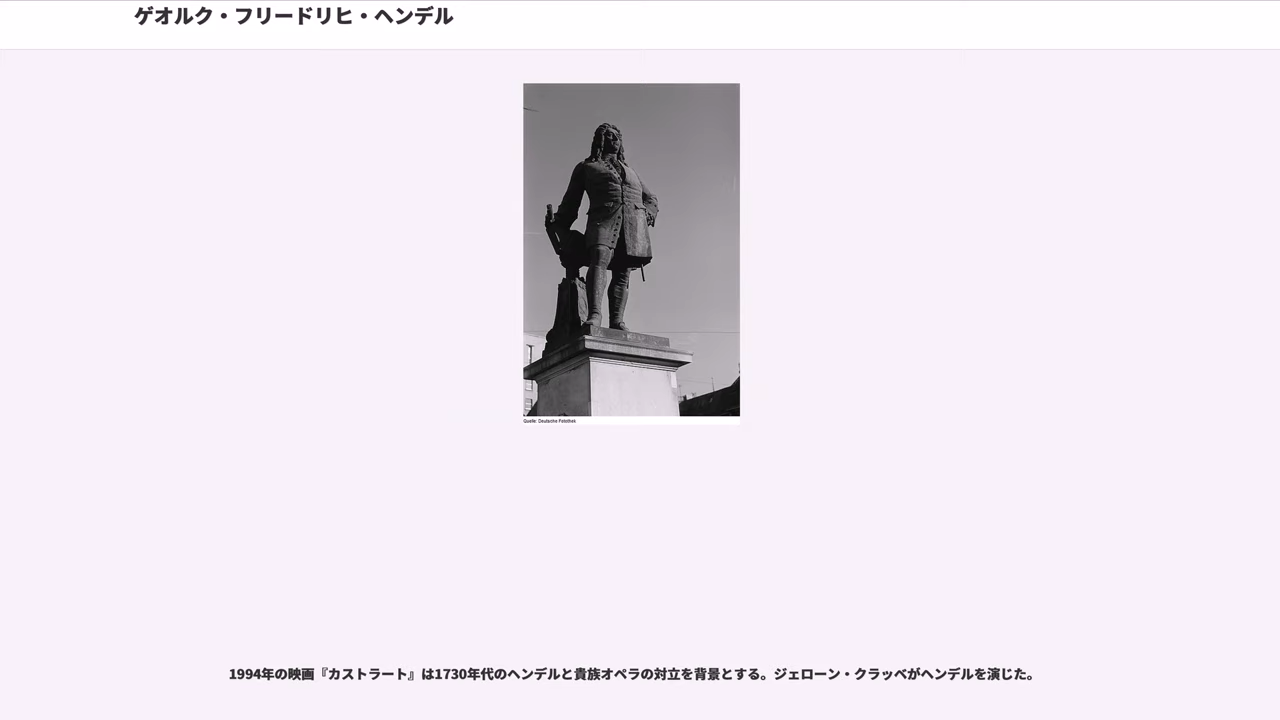 ゲオルク・フリードリヒ・ヘンデル
Quelle: Deutsche Fotothek
1994年の映画『カストラート』は1730年代のヘンデルと貴族オペラの対立を背景とする。ジェローン・クラッベがヘンデルを演じた。